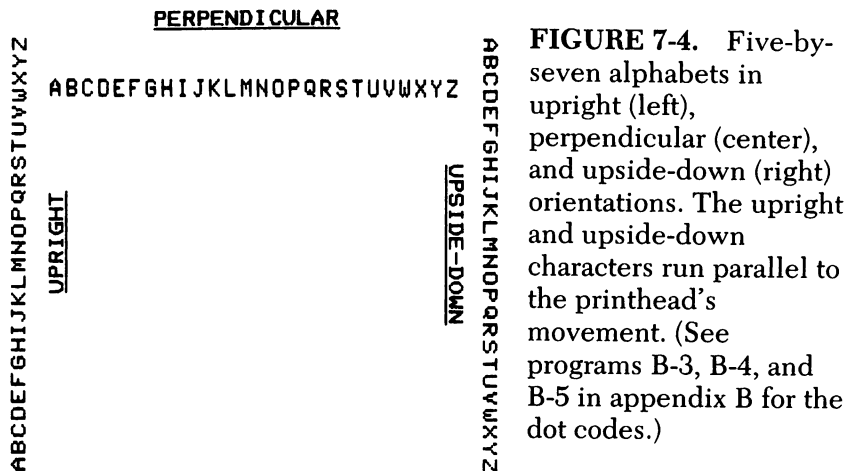 PERPENDICULAR
ABCDEFGHIJKLMNOPQRSTUVWXYZ
ABCDEFGHIJKLMNOPQRSTUVWXYZ
UPRIGHT
UPSIDE-DOWN
ABCDEFGHIJKLMNOPQRSTUVWXYZ
FIGURE 7-4. Five-by-
seven alphabets in
upright (left),
perpendicular (center),
and upside-down (right)
orientations. The upright
and upside-down
characters run parallel to
the printhead's
movement. (See
programs B-3, B-4, and
B-5 in appendix B for the
dot codes.)